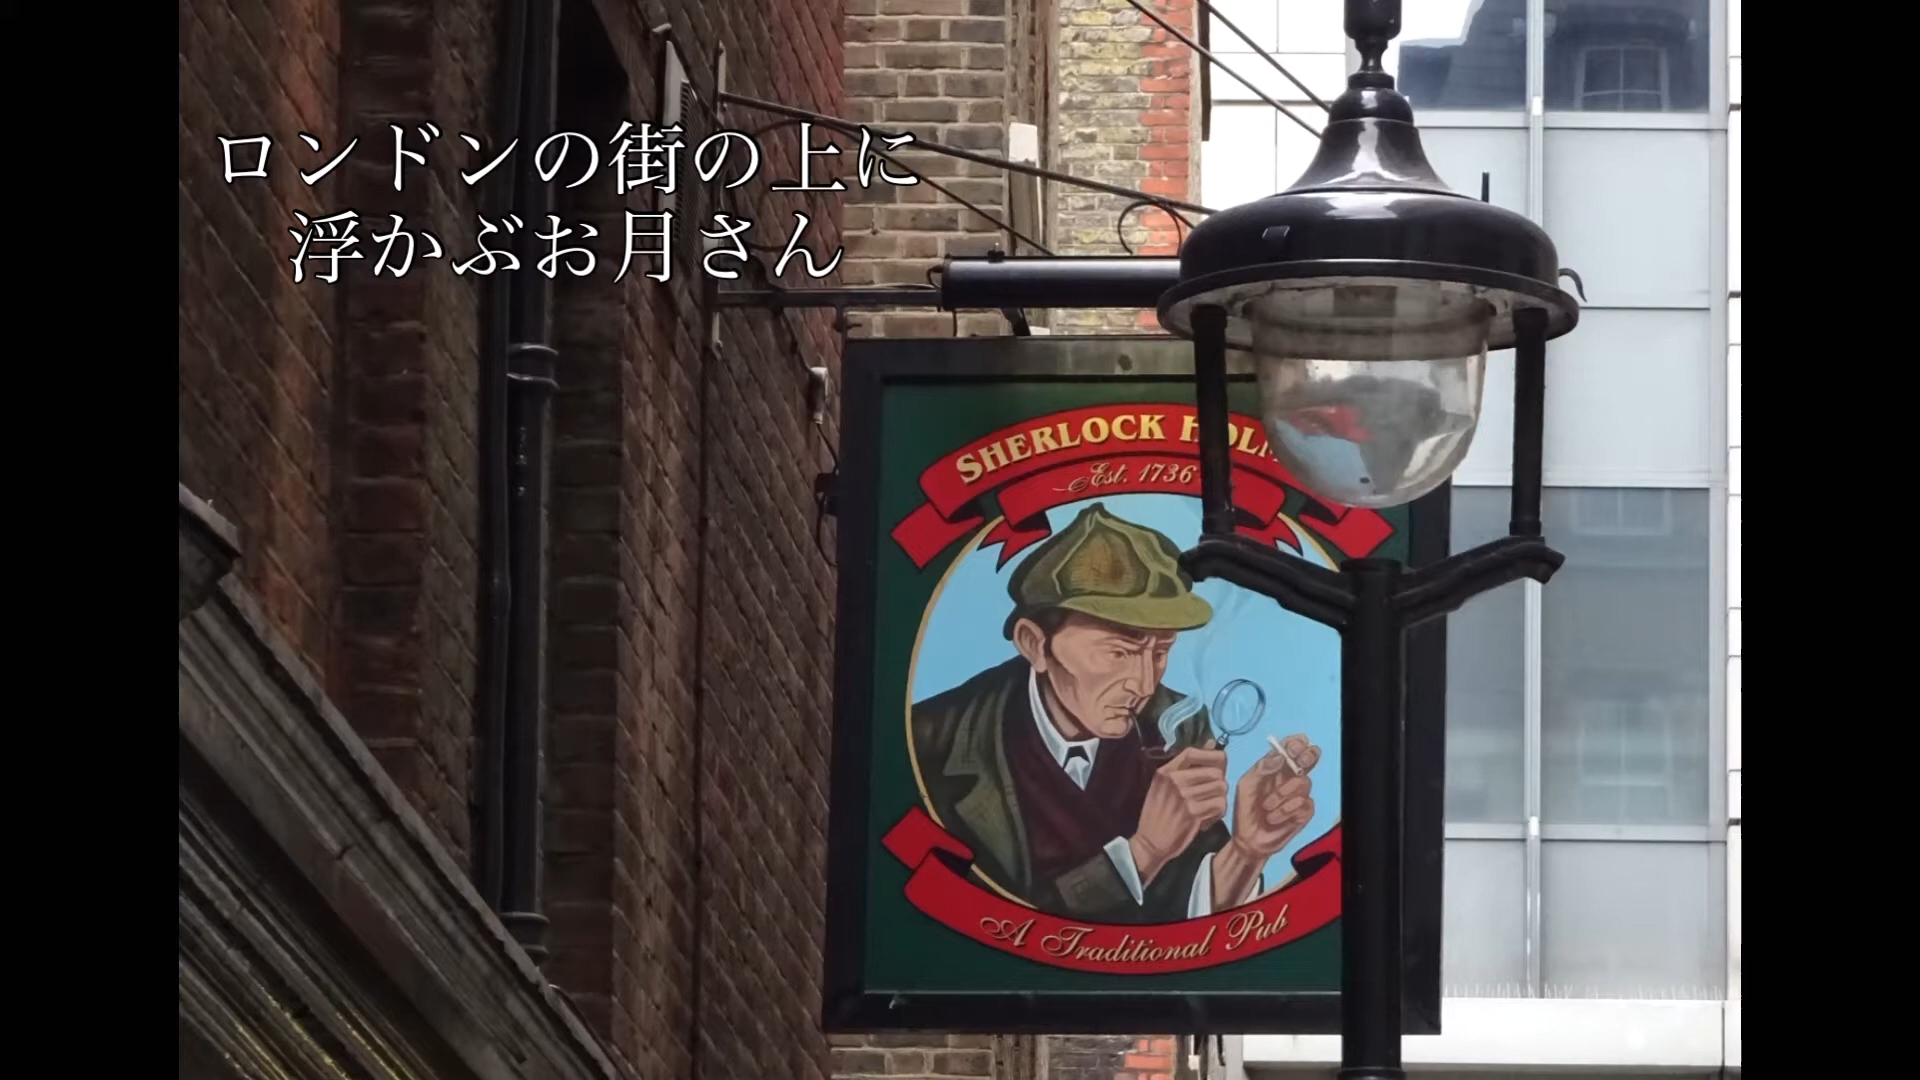 ロンドンの街の上に
浮かぶお月さん
SHERLOCK
Est. 1736
A Traditional Pub